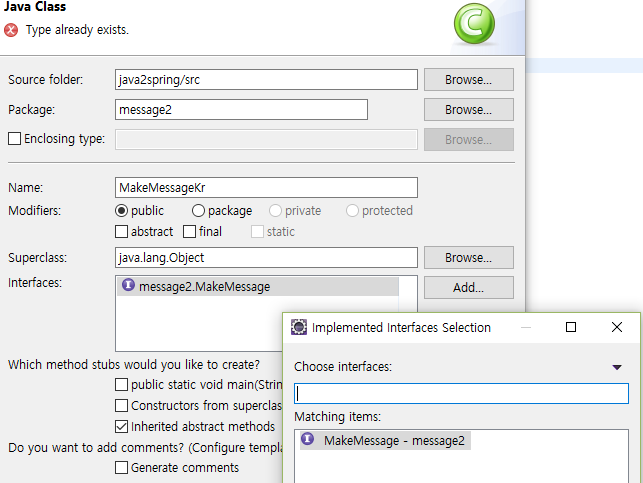 Java Class
Type already exists.
Source folder: java2spring/src Browse...
Package: message2 Browse...
Enclosing type: Browse...
Name: MakeMessageKr
Modifiers: public package private protected
abstract final static
Superclass: java.lang.Object Browse...
Interfaces: message2.MakeMessage Add...
Which method stubs would you like to create?
public static void main(Strin
Constructors from superclas
Inherited abstract methods
Do you want to add comments? (Configure templa
Generate comments
Implemented Interfaces Selection
Choose interfaces:
Matching items:
MakeMessage - message2